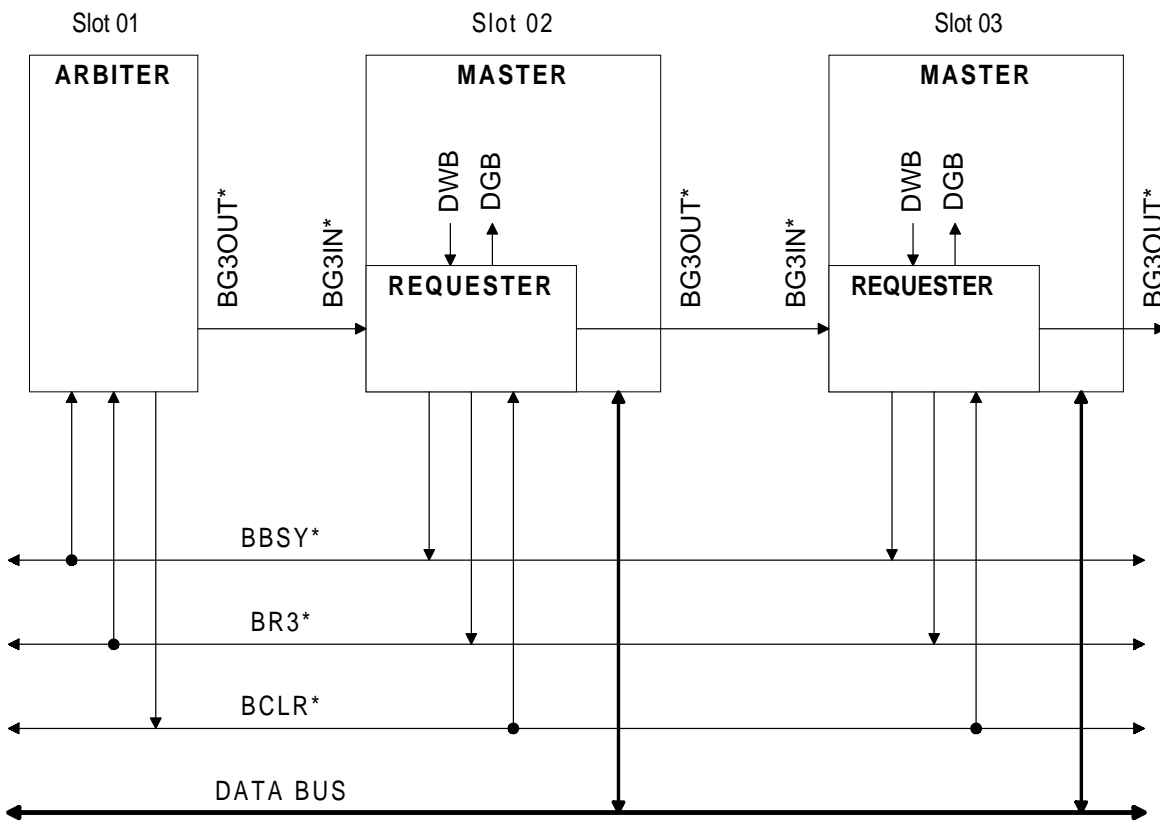 Slot 01
Slot 02
Slot 03
ARBITER
MASTER
MASTER
BG3OUT*
BG3IN*
DWB
DGB
BG3OUT*
BG3IN*
DWB
DGB
BG3OUT*
REQUESTER
REQUESTER
BBSY*
BR3*
BCLR*
DATA BUS